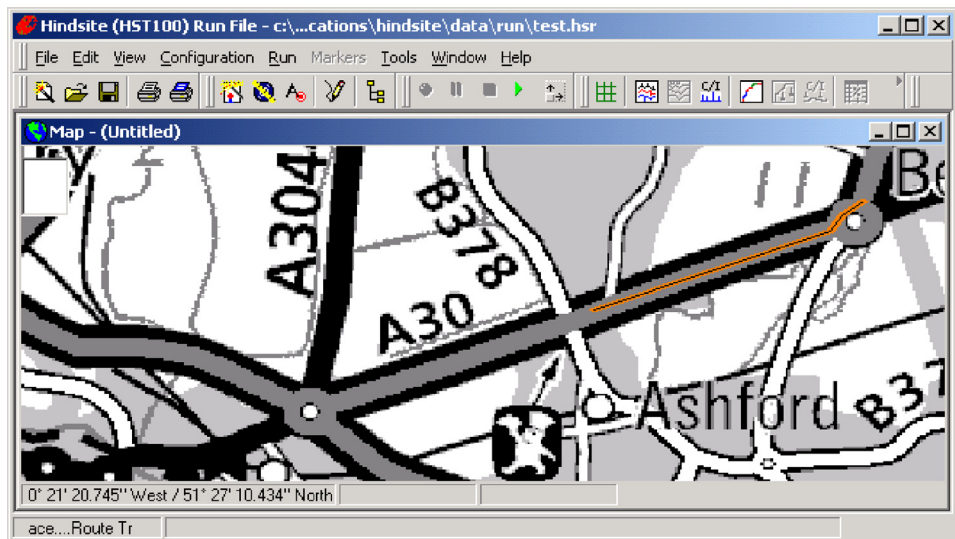 Hindsite (HST100) Run File - c:\...cations\hindsite\data\run\test.hsr
File Edit View Configuration Run Markers Tools Window Help
Map - (Untitled)
A304
B378
A30
Be
Ashford
B37
0° 21' 20.745" West / 51° 27' 10.434" North
ace....Route Tr